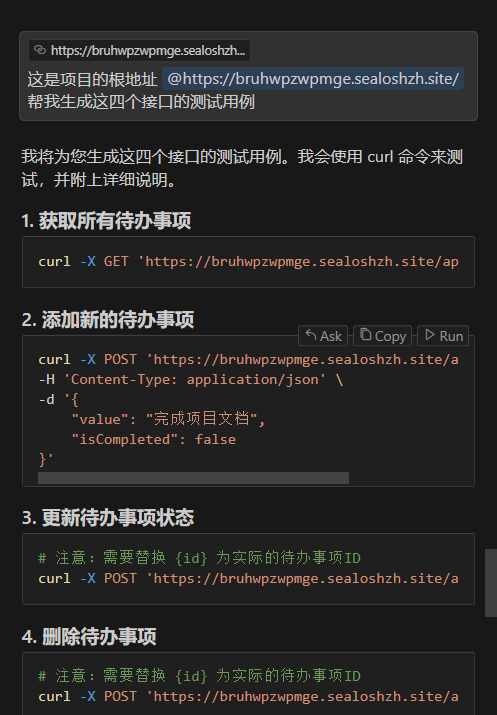 https://bruhwpzwpmge.sealoshzh...
这是项目的根地址 @https://bruhwpzwpmge.sealoshzh.site/
帮我生成这四个接口的测试用例
我将为您生成这四个接口的测试用例。我会使用 curl 命令来测
试，并附上详细说明。
1. 获取所有待办事项
curl -X GET 'https://bruhwpzwpmge.sealoshzh.site/ap
2. 添加新的待办事项
Ask Copy Run
curl -X POST 'https://bruhwpzwpmge.sealoshzh.site/a
-H 'Content-Type: application/json' \
-d '{
"value": "完成项目文档",
"isCompleted": false
}'
3. 更新待办事项状态
# 注意：需要替换 {id} 为实际的待办事项ID
curl -X POST 'https://bruhwpzwpmge.sealoshzh.site/a
4. 删除待办事项
# 注意：需要替换 {id} 为实际的待办事项ID
curl -X POST 'https://bruhwpzwpmge.sealoshzh.site/a